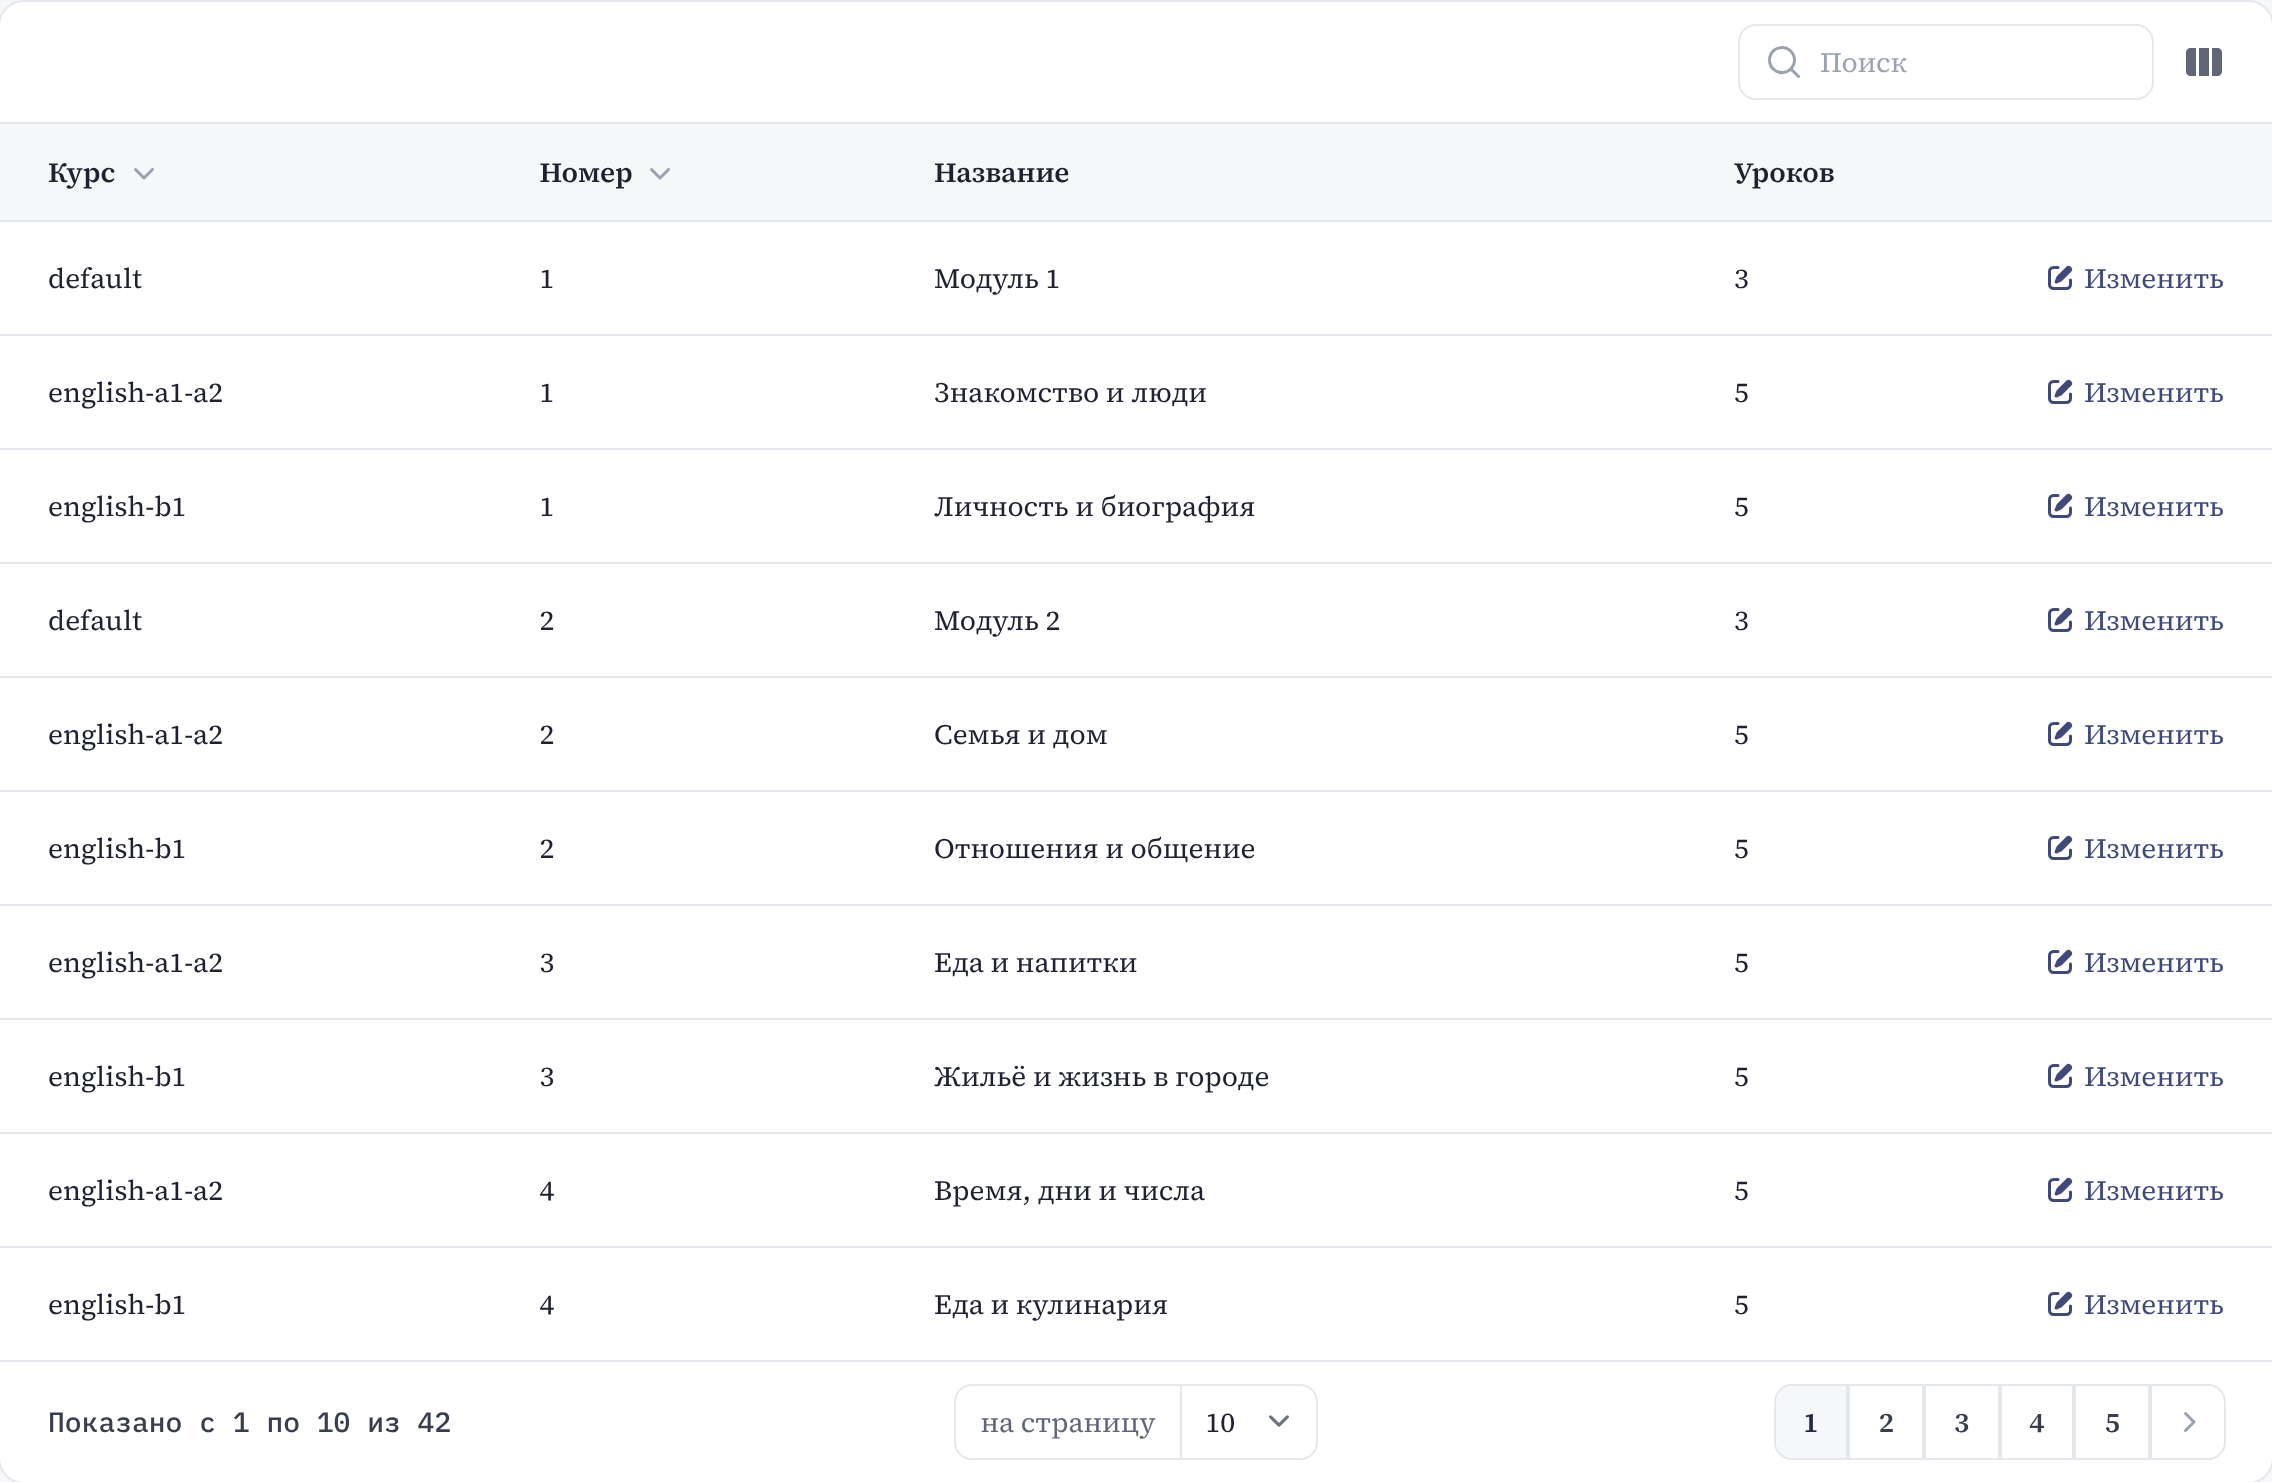 Поиск
Курс Номер Название Уроков
default 1 Модуль 1 3 Изменить
english-a1-a2 1 Знакомство и люди 5 Изменить
english-b1 1 Личность и биография 5 Изменить
default 2 Модуль 2 3 Изменить
english-a1-a2 2 Семья и дом 5 Изменить
english-b1 2 Отношения и общение 5 Изменить
english-a1-a2 3 Еда и напитки 5 Изменить
english-b1 3 Жильё и жизнь в городе 5 Изменить
english-a1-a2 4 Время, дни и числа 5 Изменить
english-b1 4 Еда и кулинария 5 Изменить
Показано с 1 по 10 из 42 на страницу 10 1 2 3 4 5